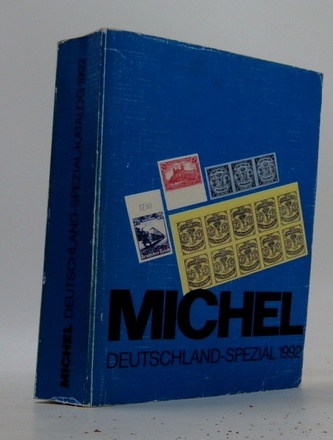 MICHEL DEUTSCHLAND-SPEZIAL-KATALOG 1992
MICHEL
DEUTSCHLAND-SPEZIAL 1992